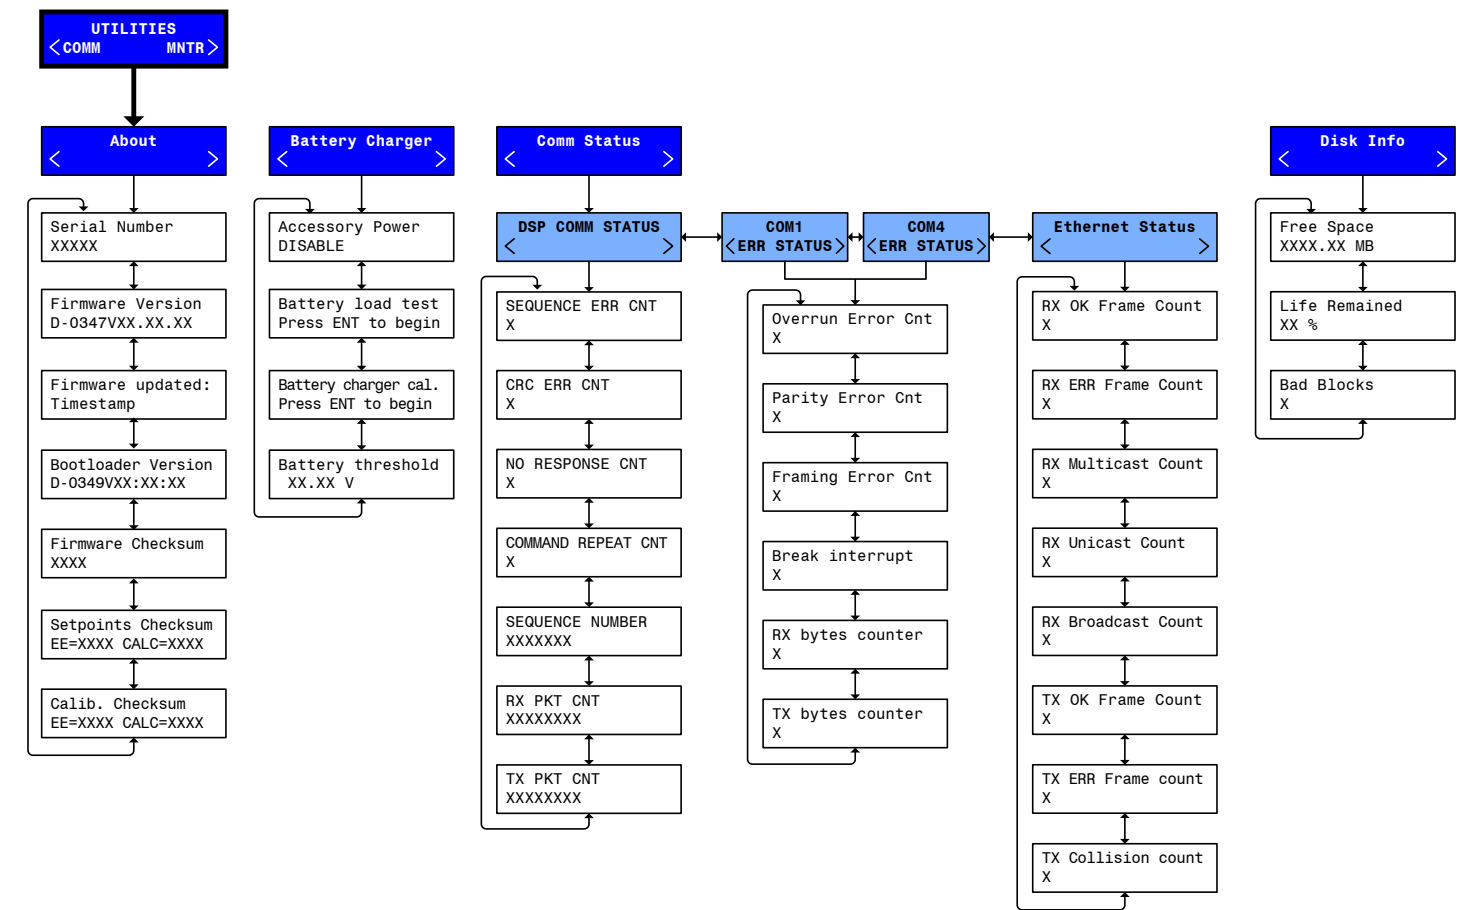 UTILITIES
<COMM MNTR>
About
< >
Serial Number
XXXXX
Firmware Version
D-0347VXX.XX.XX
Firmware updated:
Timestamp
Bootloader Version
D-0349VXX:XX:XX
Firmware Checksum
XXXX
Setpoints Checksum
EE=XXXX CALC=XXXX
Calib. Checksum
EE=XXXX CALC=XXXX
Battery Charger
< >
Accessory Power
DISABLE
Battery load test
Press ENT to begin
Battery charger cal.
Press ENT to begin
Battery threshold
XX.XX V
Comm Status
< >
DSP COMM STATUS
< >
SEQUENCE ERR CNT
X
CRC ERR CNT
X
NO RESPONSE CNT
X
COMMAND REPEAT CNT
X
SEQUENCE NUMBER
XXXXXXX
RX PKT CNT
XXXXXXXX
TX PKT CNT
XXXXXXXX
COM1
<ERR STATUS>
COM4
<ERR STATUS>
Overrun Error Cnt
X
Parity Error Cnt
X
Framing Error Cnt
X
Break interrupt
X
RX bytes counter
X
TX bytes counter
X
Ethernet Status
< >
RX OK Frame Count
X
RX ERR Frame Count
X
RX Multicast Count
X
RX Unicast Count
X
RX Broadcast Count
X
TX OK Frame Count
X
TX ERR Frame count
X
TX Collision count
X
Disk Info
< >
Free Space
XXXX.XX MB
Life Remained
XX %
Bad Blocks
X